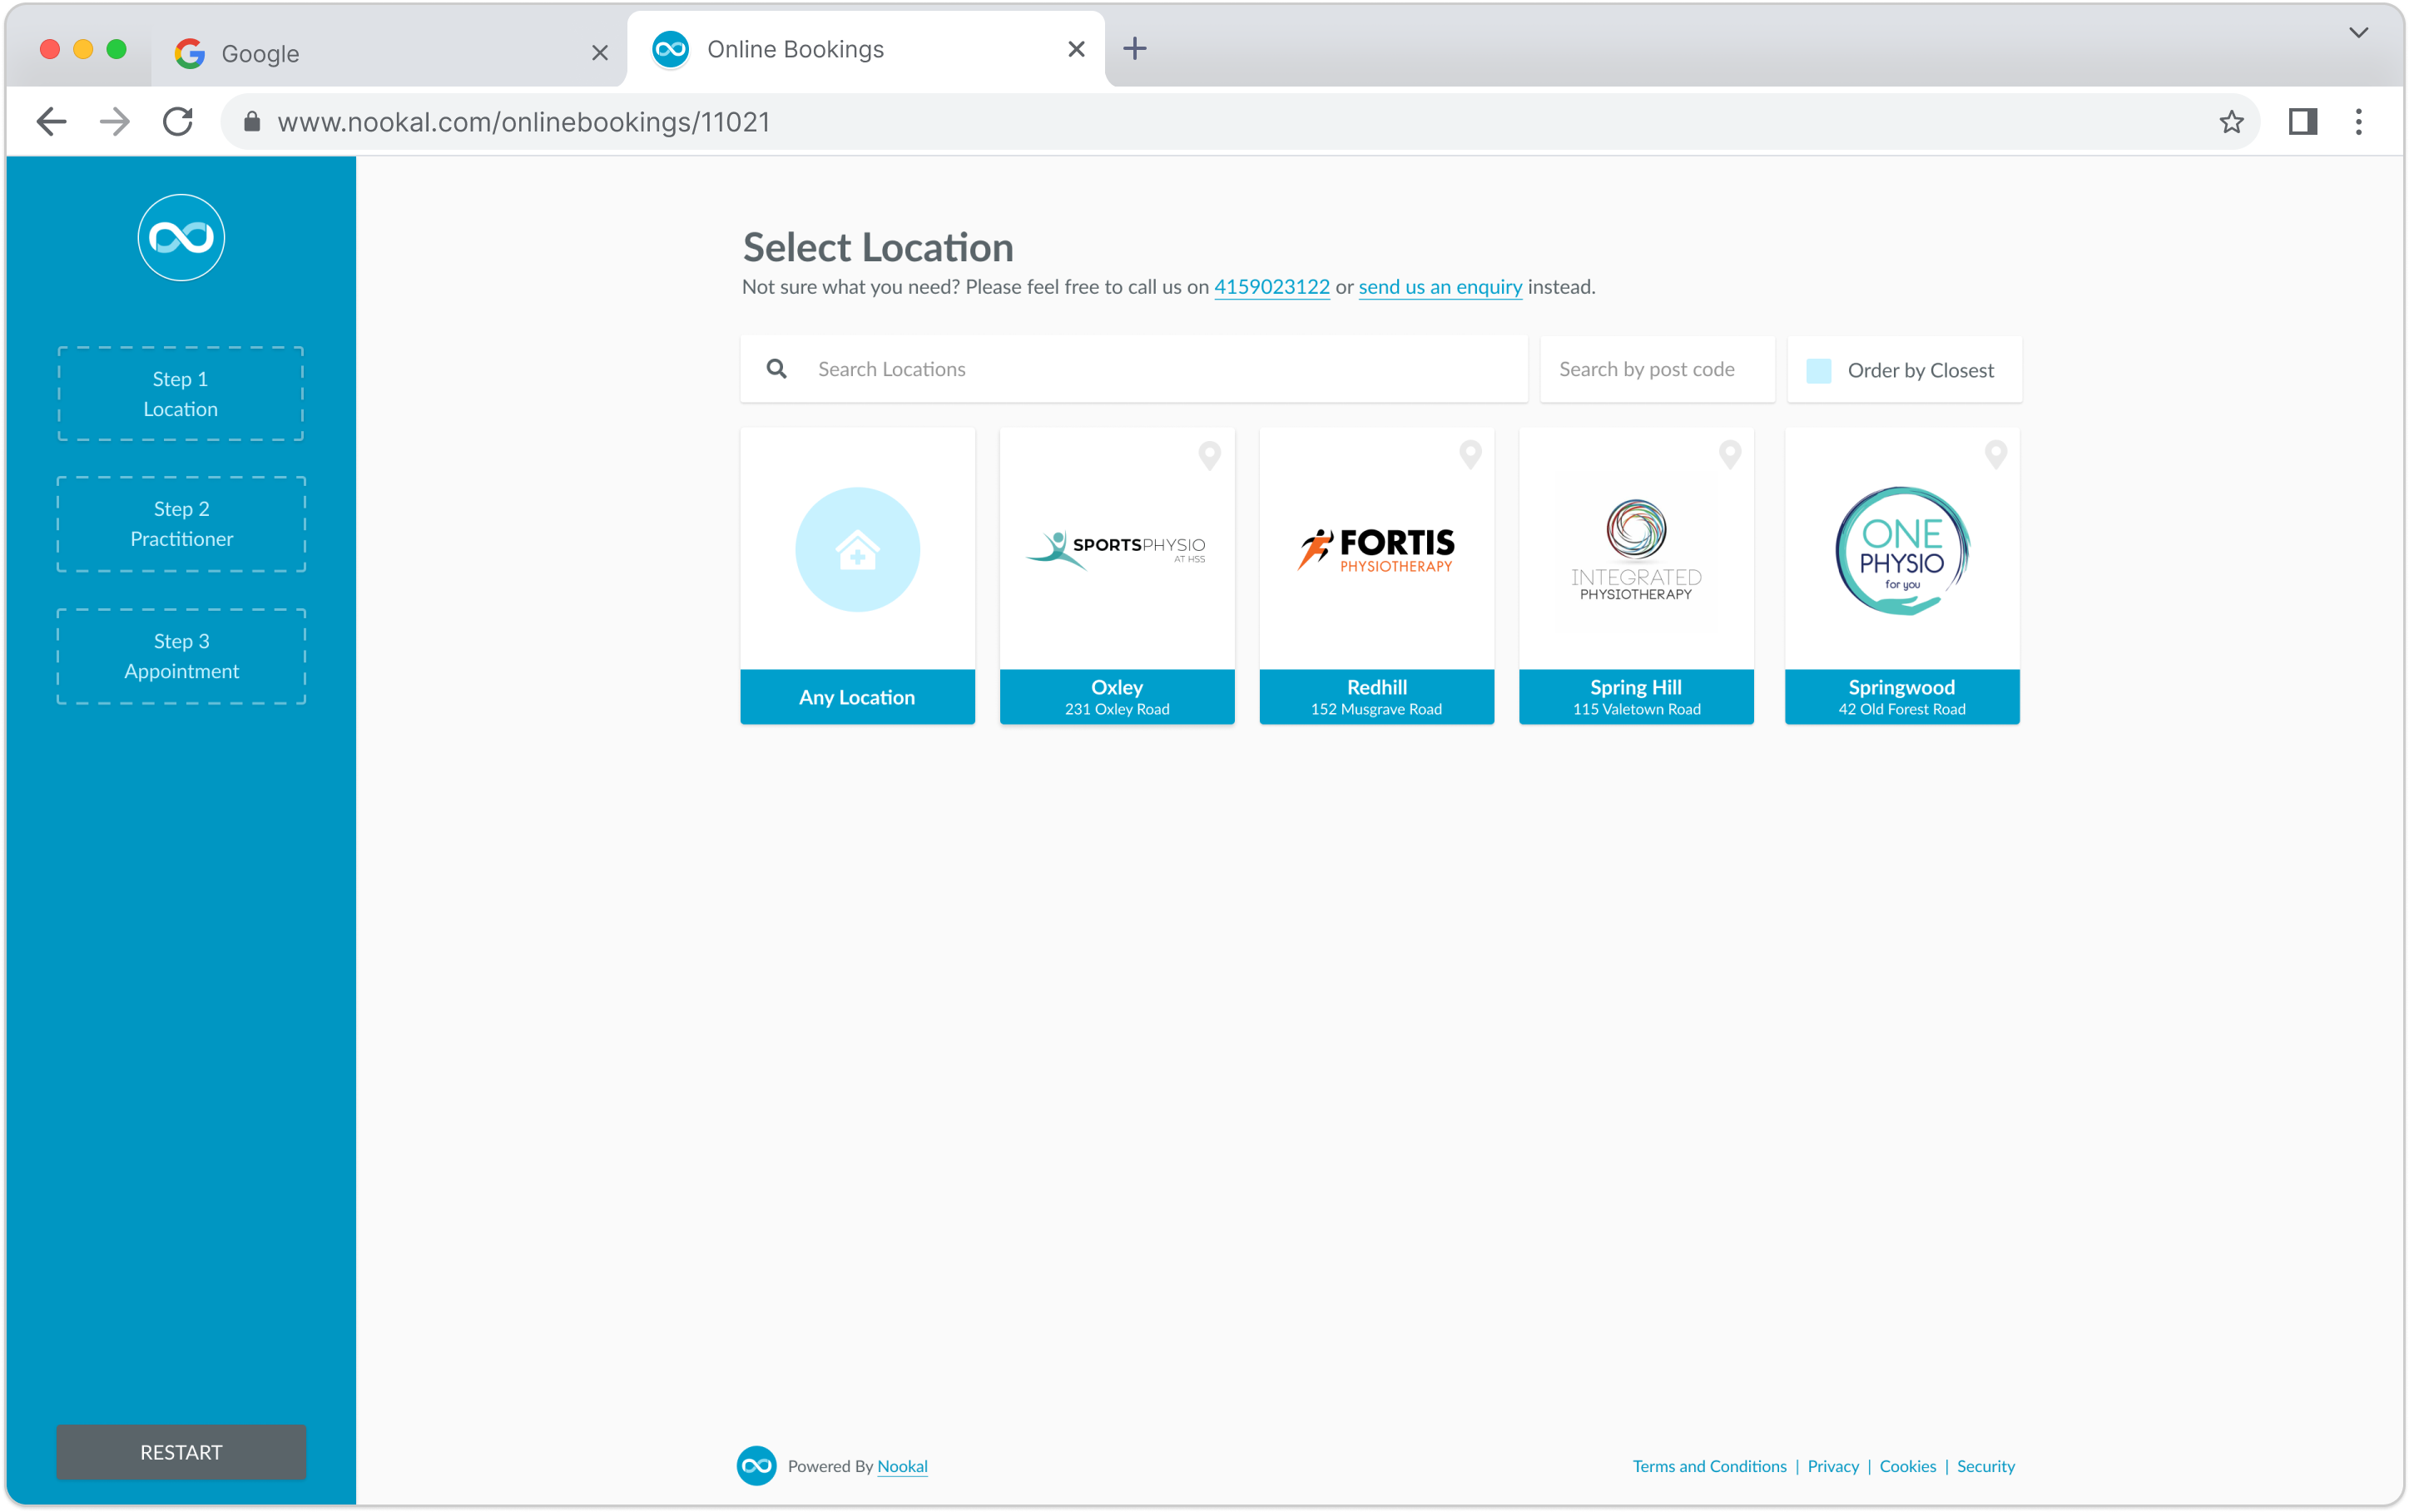 Google
Online Bookings
www.nookal.com/onlinebookings/11021
Step 1
Location
Step 2
Practitioner
Step 3
Appointment
RESTART
Select Location
Not sure what you need? Please feel free to call us on 4159023122 or send us an enquiry instead.
Search Locations
Search by post code
Order by Closest
Any Location
SPORTSPHYSIO
AT HSS
Oxley
231 Oxley Road
FORTIS
PHYSIOTHERAPY
Redhill
152 Musgrave Road
INTEGRATED
PHYSIOTHERAPY
Spring Hill
115 Valetown Road
ONE
PHYSIO
for you
Springwood
42 Old Forest Road
Powered By Nookal
Terms and Conditions | Privacy | Cookies | Security